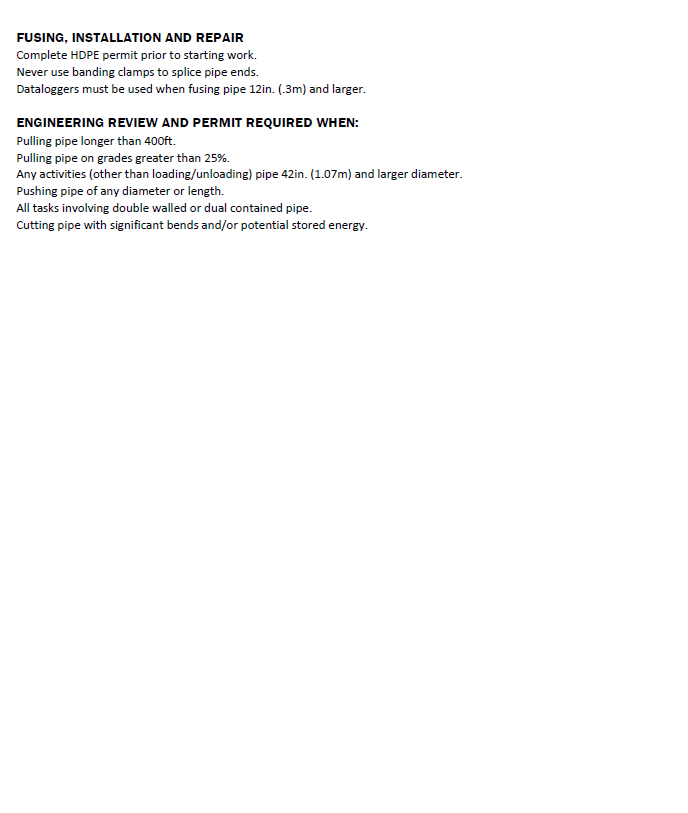 FUSING, INSTALLATION AND REPAIR
Complete HDPE permit prior to starting work.
Never use banding clamps to splice pipe ends.
Dataloggers must be used when fusing pipe 12in. (.3m) and larger.
ENGINEERING REVIEW AND PERMIT REQUIRED WHEN:
Pulling pipe longer than 400ft.
Pulling pipe on grades greater than 25%.
Any activities (other than loading/unloading) pipe 42in. (1.07m) and larger diameter.
Pushing pipe of any diameter or length.
All tasks involving double walled or dual contained pipe.
Cutting pipe with significant bends and/or potential stored energy.